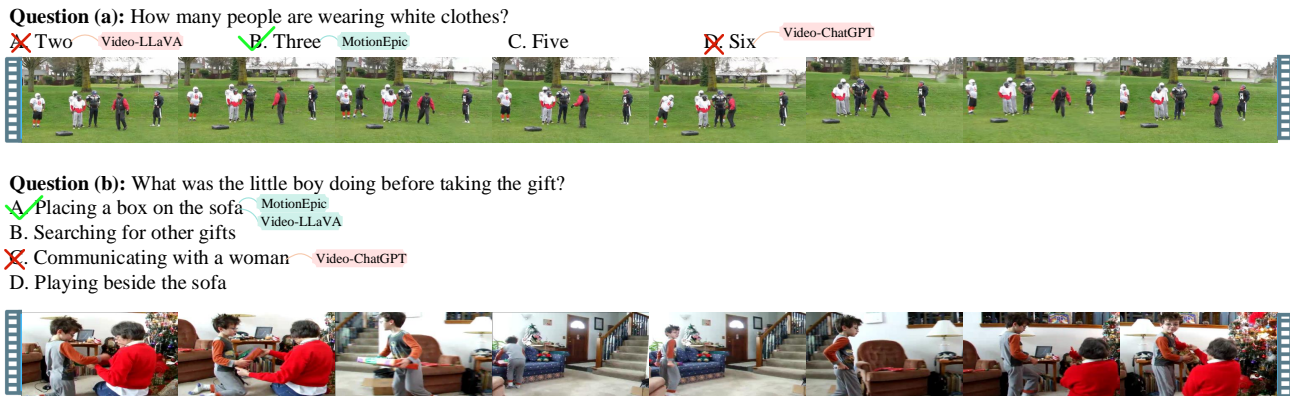 Question (a): How many people are wearing white clothes?
A. Two Video-LLaVA B. Three MotionEpic C. Five D. Six Video-ChatGPT
Question (b): What was the little boy doing before taking the gift?
A. Placing a box on the sofa MotionEpic
Video-LLaVA
B. Searching for other gifts
C. Communicating with a woman Video-ChatGPT
D. Playing beside the sofa